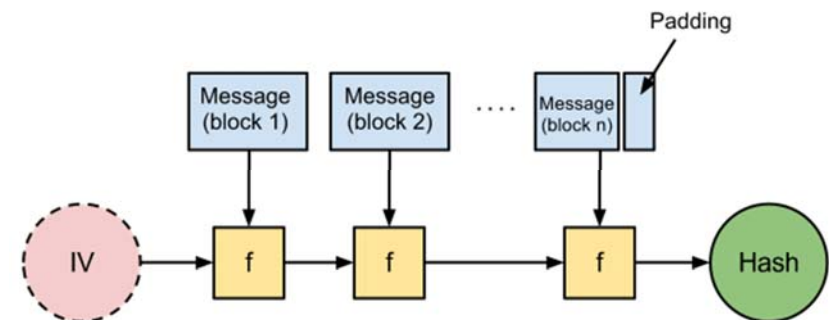 Padding
Message
(block 1)
Message
(block 2)
....
Message
(block n)
IV
f
f
f
Hash